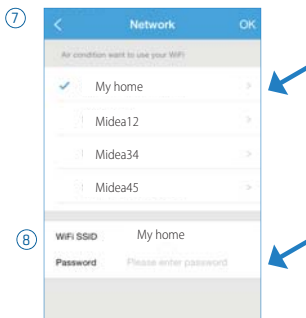 ⑦
< Network OK
Air condition want to use your WiFi
✓ My home >
Midea12 >
Midea34 >
Midea45 >
⑧
WiFi SSID My home
Password Please enter password